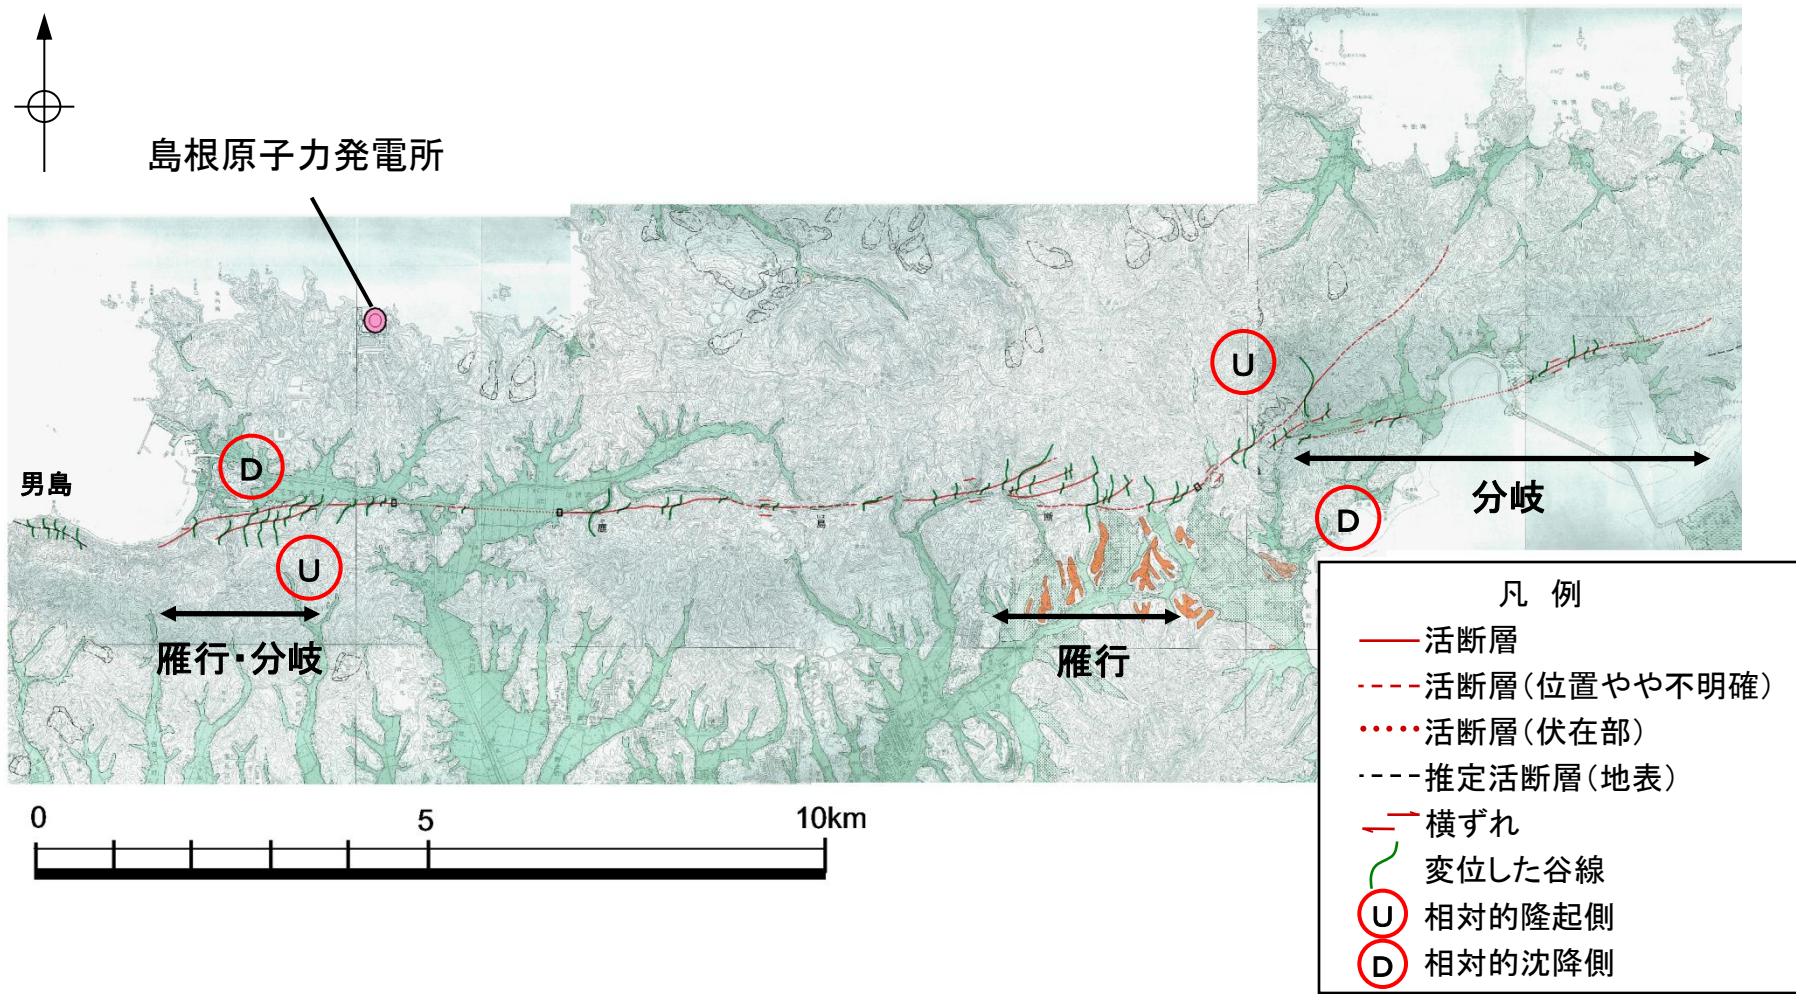 島根原子力発電所
U
D
男島
分岐
D
U
雁行・分岐
雁行
凡 例
活断層
活断層(位置やや不明確)
活断層(伏在部)
推定活断層(地表)
横ずれ
変位した谷線
U 相対的隆起側
D 相対的沈降側
0 5 10km